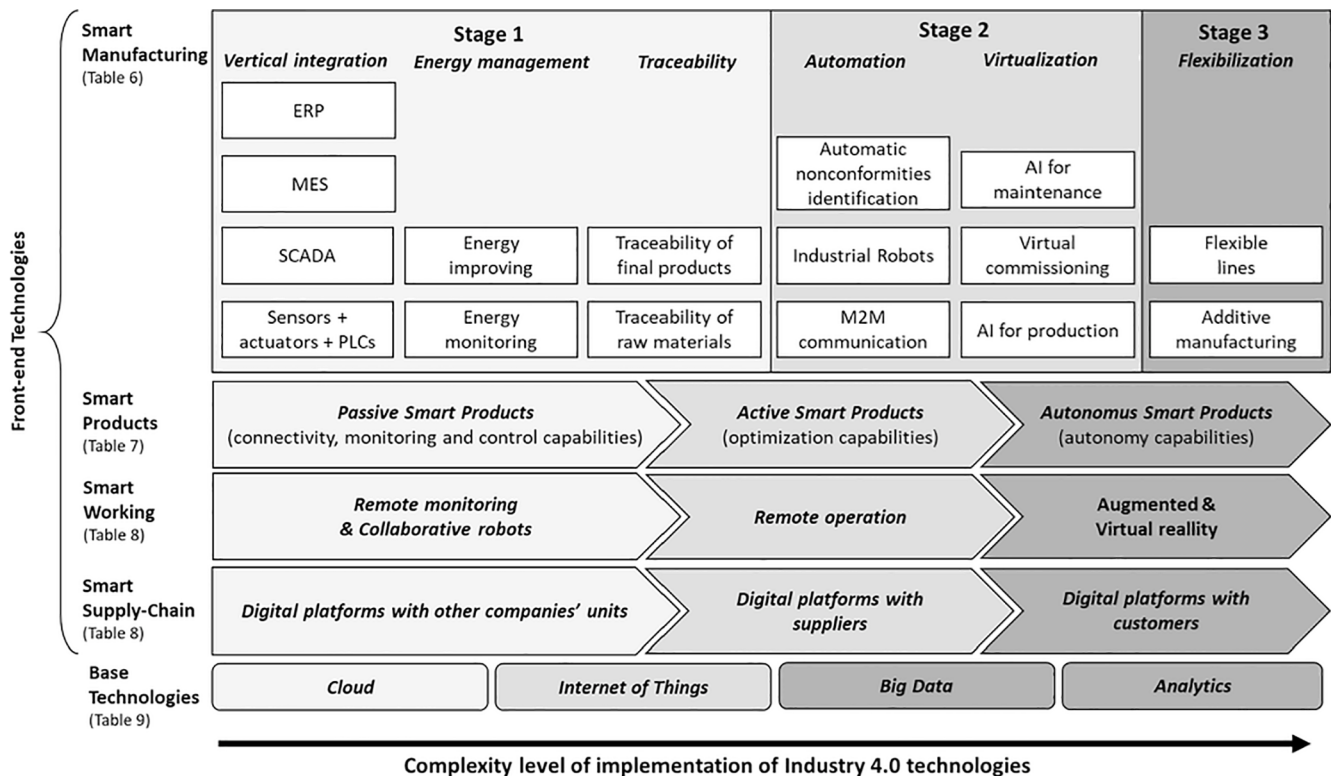 Smart
Manufacturing
(Table 6)
Stage 1
Stage 2
Stage 3
Vertical integration
Energy management
Traceability
Automation
Virtualization
Flexibilization
ERP
MES
Automatic
nonconformities
identification
AI for
maintenance
SCADA
Energy
improving
Traceability of
final products
Industrial Robots
Virtual
commissioning
Flexible
lines
Sensors +
actuators + PLCs
Energy
monitoring
Traceability of
raw materials
M2M
communication
AI for production
Additive
manufacturing
Front-end Technologies
Smart
Products
(Table 7)
Passive Smart Products
(connectivity, monitoring and control capabilities)
Active Smart Products
(optimization capabilities)
Autonomus Smart Products
(autonomy capabilities)
Smart
Working
(Table 8)
Remote monitoring
& Collaborative robots
Remote operation
Augmented &
Virtual reallity
Smart
Supply-Chain
(Table 8)
Digital platforms with other companies' units
Digital platforms with
suppliers
Digital platforms with
customers
Base
Technologies
(Table 9)
Cloud
Internet of Things
Big Data
Analytics
Complexity level of implementation of Industry 4.0 technologies